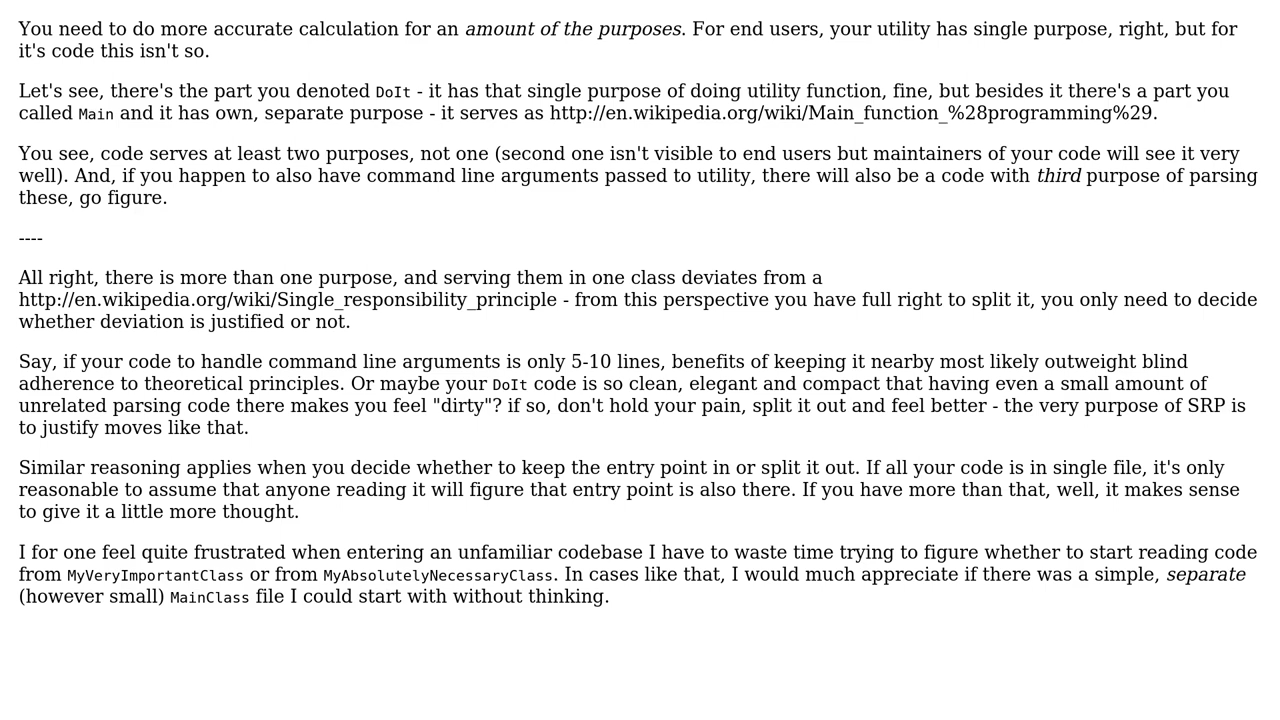 You need to do more accurate calculation for an amount of the purposes. For end users, your utility has single purpose, right, but for
it's code this isn't so.
Let's see, there's the part you denoted DoIt - it has that single purpose of doing utility function, fine, but besides it there's a part you
called Main and it has own, separate purpose - it serves as http://en.wikipedia.org/wiki/Main_function_%28programming%29.
You see, code serves at least two purposes, not one (second one isn't visible to end users but maintainers of your code will see it very
well). And, if you happen to also have command line arguments passed to utility, there will also be a code with third purpose of parsing
these, go figure.
----
All right, there is more than one purpose, and serving them in one class deviates from a
http://en.wikipedia.org/wiki/Single_responsibility_principle - from this perspective you have full right to split it, you only need to decide
whether deviation is justified or not.
Say, if your code to handle command line arguments is only 5-10 lines, benefits of keeping it nearby most likely outweight blind
adherence to theoretical principles. Or maybe your DoIt code is so clean, elegant and compact that having even a small amount of
unrelated parsing code there makes you feel "dirty"? if so, don't hold your pain, split it out and feel better - the very purpose of SRP is
to justify moves like that.
Similar reasoning applies when you decide whether to keep the entry point in or split it out. If all your code is in single file, it's only
reasonable to assume that anyone reading it will figure that entry point is also there. If you have more than that, well, it makes sense
to give it a little more thought.
I for one feel quite frustrated when entering an unfamiliar codebase I have to waste time trying to figure whether to start reading code
from MyVeryImportantClass or from MyAbsolutelyNecessaryClass. In cases like that, I would much appreciate if there was a simple, separate
(however small) MainClass file I could start with without thinking.